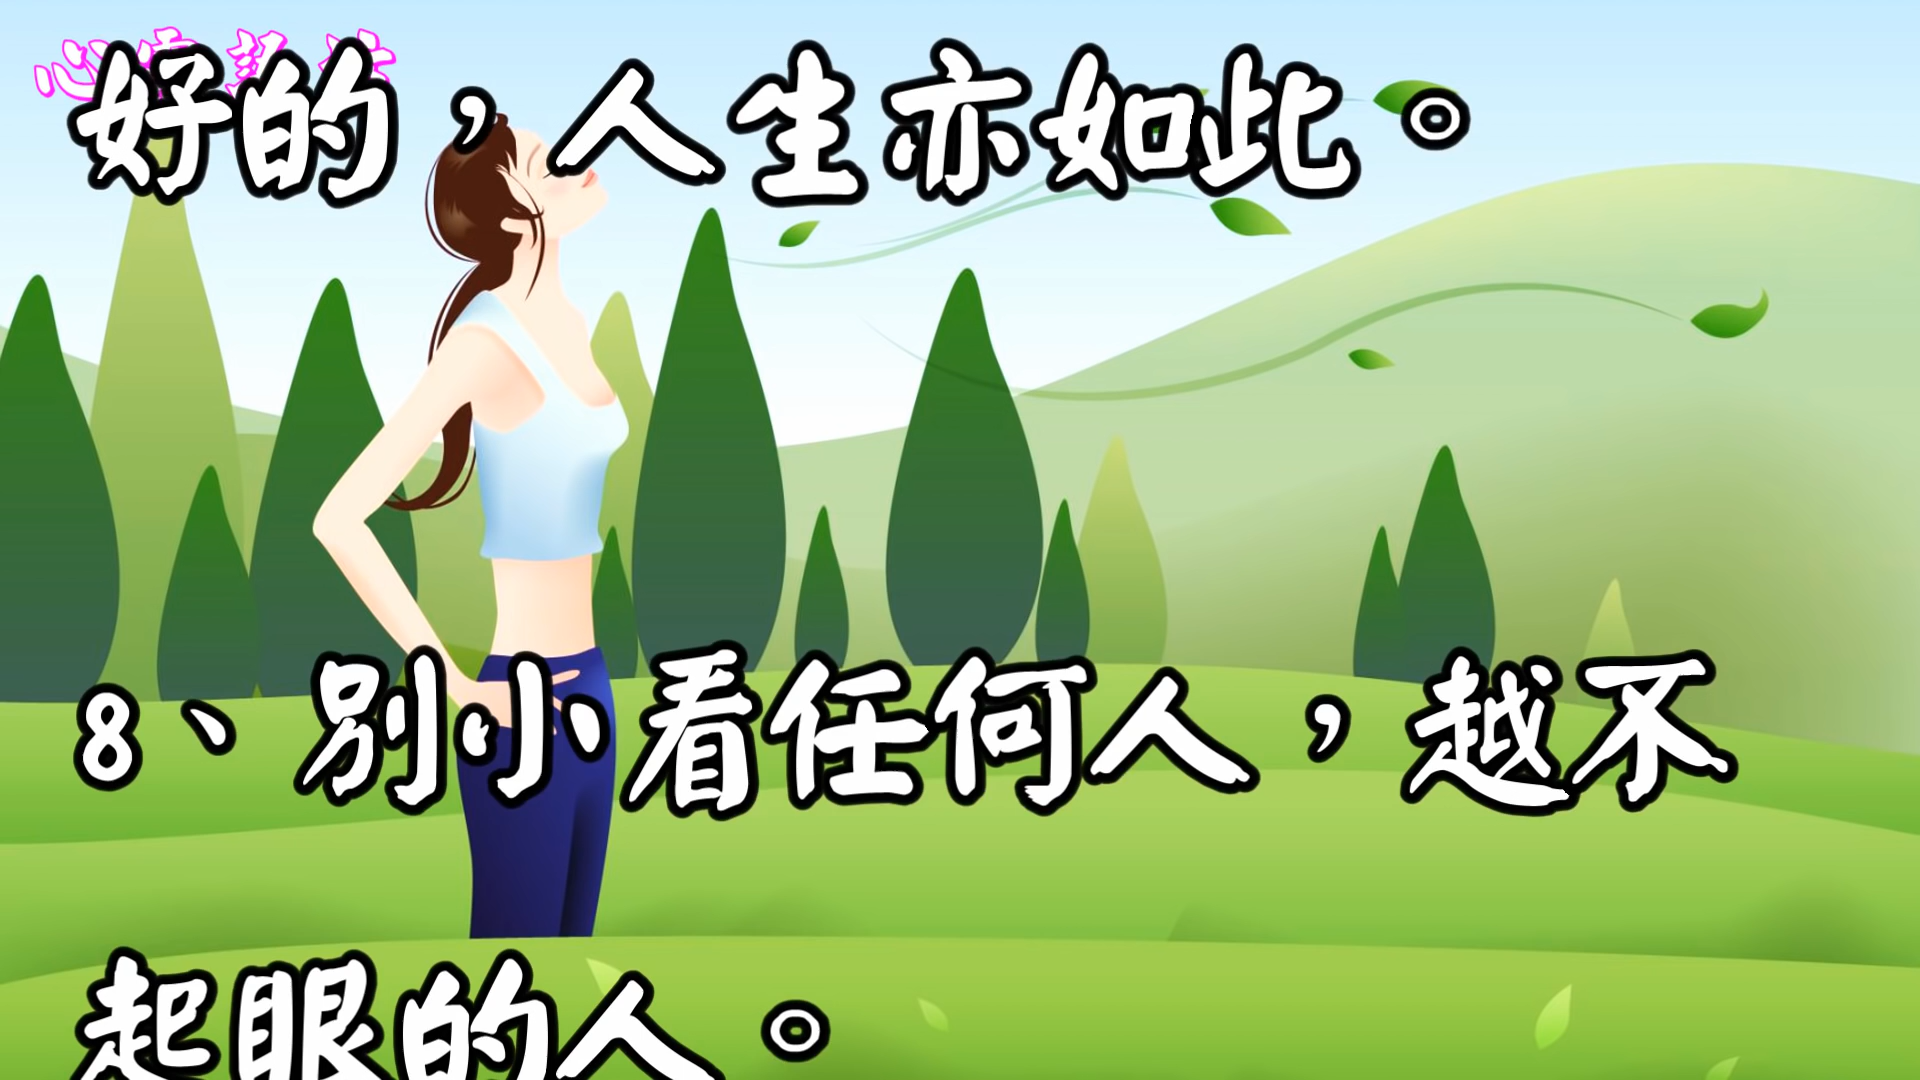 好的，人生亦如此。
8、別小看任何人，越不
起眼的人。